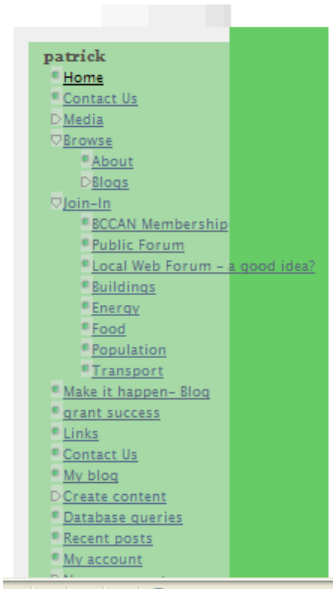 patrick
Home
Contact Us
Media
Browse
About
Blogs
Join-In
BCCAN Membership
Public Forum
Local Web Forum - a good idea?
Buildings
Energy
Food
Population
Transport
Make it happen- Blog
grant success
Links
Contact Us
My blog
Create content
Database queries
Recent posts
My account